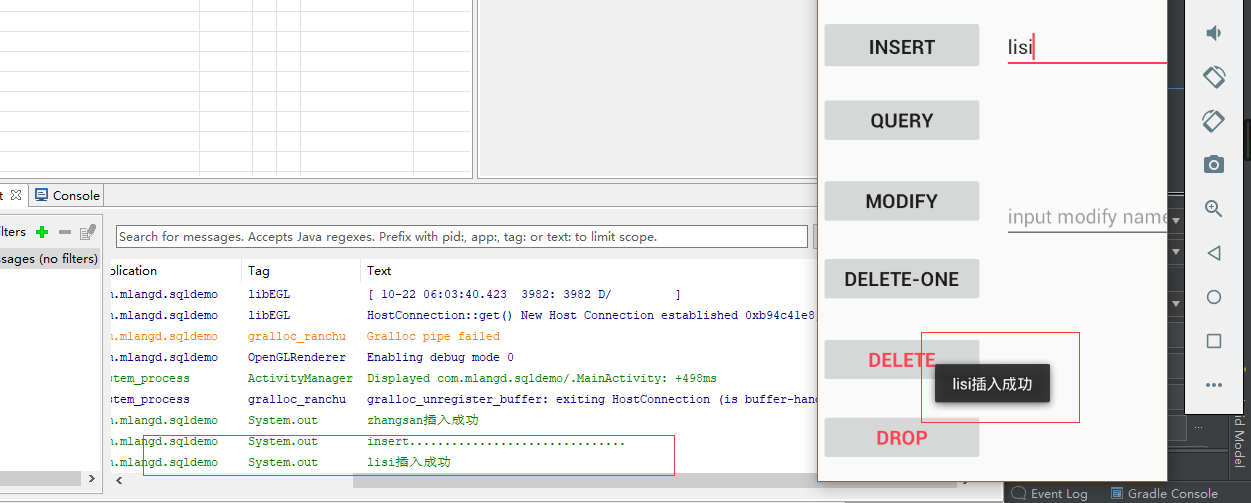 INSERT
lisi
QUERY
MODIFY
input modify name
DELETE-ONE
DELETE
lisi插入成功
DROP
t
Console
ilters
ssages (no filters)
Search for messages. Accepts Java regexes. Prefix with pid:, app:, tag: or text: to limit scope.
plication Tag Text
n.mlangd.sqldemo libEGL [ 10-22 06:03:40.423 3982: 3982 D/ ]
n.mlangd.sqldemo libEGL HostConnection::get() New Host Connection established 0xb94c41e8
n.mlangd.sqldemo gralloc_ranchu Gralloc pipe failed
n.mlangd.sqldemo OpenGLRenderer Enabling debug mode 0
stem_process ActivityManager Displayed com.mlangd.sqldemo/.MainActivity: +498ms
stem_process gralloc_ranchu gralloc_unregister_buffer: exiting HostConnection (is buffer-hand
n.mlangd.sqldemo System.out zhangsan插入成功
n.mlangd.sqldemo System.out insert..............................
n.mlangd.sqldemo System.out lisi插入成功
id Model
Event Log Gradle Console